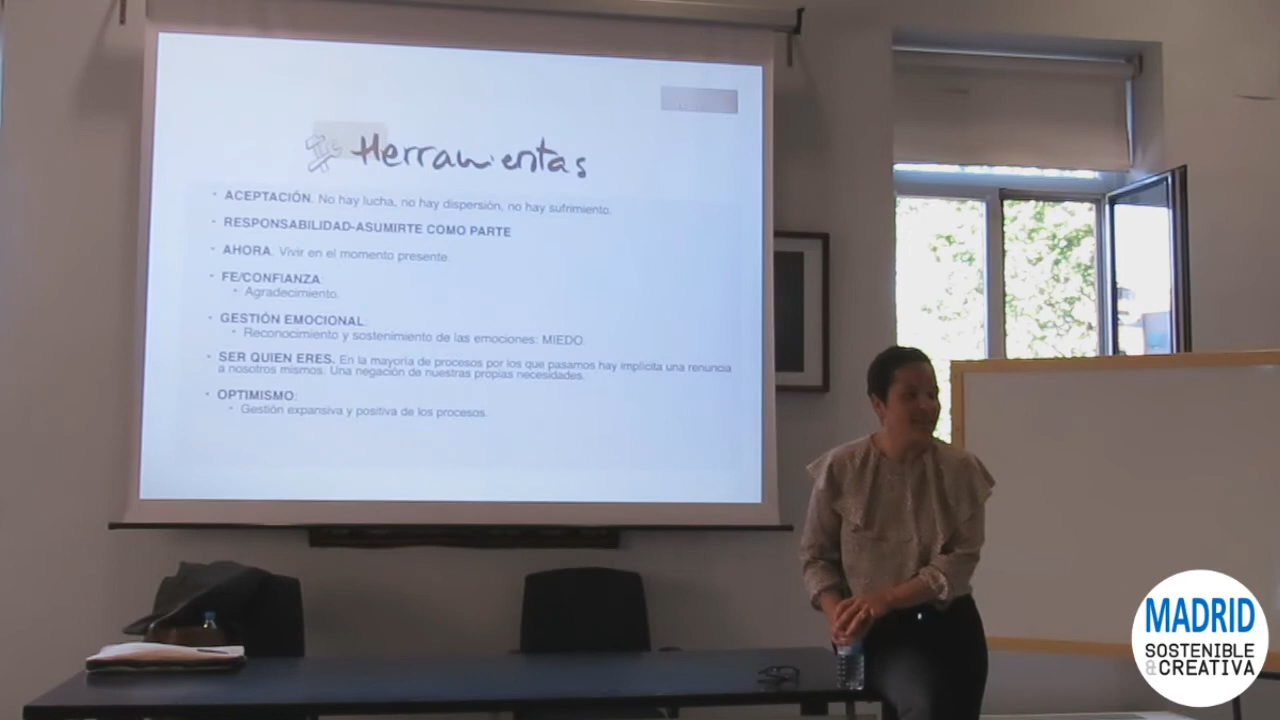 Herramientas
- ACEPTACIÓN. No hay lucha, no hay dispersión, no hay sufrimiento.
- RESPONSABILIDAD-ASUMIRTE COMO PARTE
- AHORA. Vivir en el momento presente.
- FE/CONFIANZA:
• Agradecimiento.
- GESTIÓN EMOCIONAL:
• Reconocimiento y sostenimiento de las emociones: MIEDO.
- SER QUIEN ERES. En la mayoría de procesos por los que pasamos hay implícita una renuncia
a nosotros mismos. Una negación de nuestras propias necesidades.
• OPTIMISMO:
• Gestión expansiva y positiva de los procesos.
MADRID
SOSTENIBLE
&CREATIVA